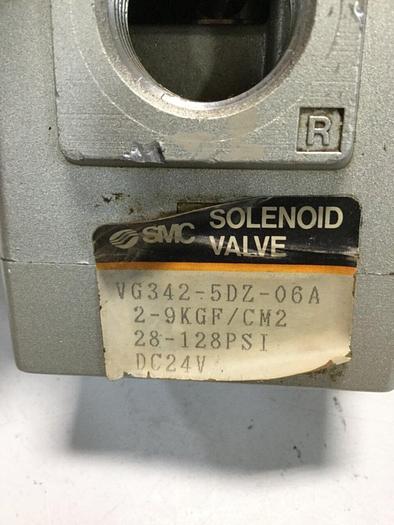 R
SMC SOLENOID
VALVE
VG342-5DZ-06A
2-9KGF/CM2
28-128PSI
DC24V